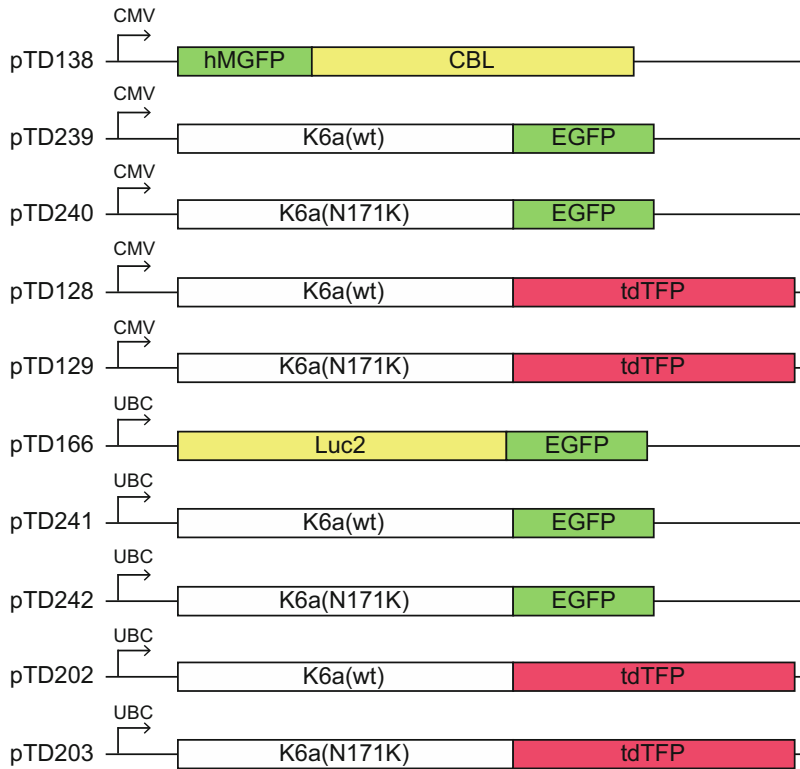 CMV
pTD138 hMGFP CBL
CMV
pTD239 K6a(wt) EGFP
CMV
pTD240 K6a(N171K) EGFP
CMV
pTD128 K6a(wt) tdTFP
CMV
pTD129 K6a(N171K) tdTFP
UBC
pTD166 Luc2 EGFP
UBC
pTD241 K6a(wt) EGFP
UBC
pTD242 K6a(N171K) EGFP
UBC
pTD202 K6a(wt) tdTFP
UBC
pTD203 K6a(N171K) tdTFP